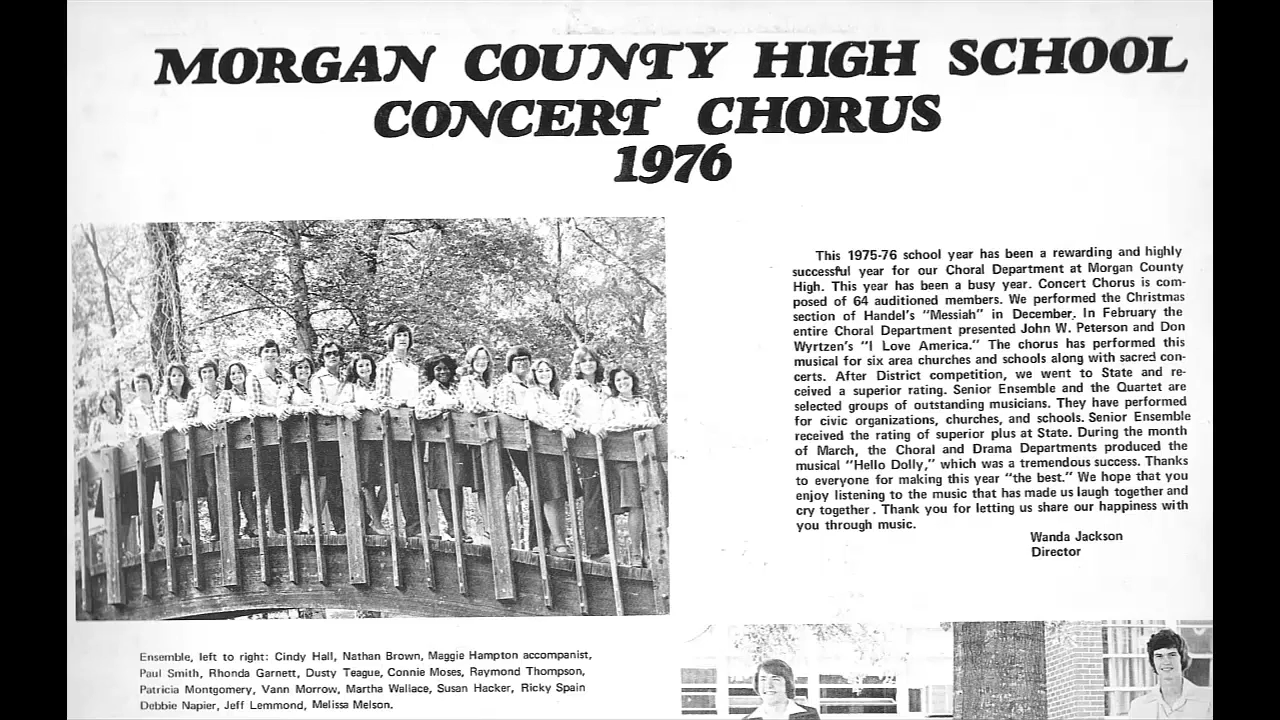 MORGAN COUNTY HIGH SCHOOL
CONCERT CHORUS
1976
This 1975-76 school year has been a rewarding and highly
successful year for our Choral Department at Morgan County
High. This year has been a busy year. Concert Chorus is com-
posed of 64 auditioned members. We performed the Christmas
section of Handel's "Messiah" in December. In February the
entire Choral Department presented John W. Peterson and Don
Wyrtzen's "I Love America." The chorus has performed this
musical for six area churches and schools along with sacred con-
certs. After District competition, we went to State and re-
ceived a superior rating. Senior Ensemble and the Quartet are
selected groups of outstanding musicians. They have performed
for civic organizations, churches, and schools. Senior Ensemble
received the rating of superior plus at State. During the month
of March, the Choral and Drama Departments produced the
musical "Hello Dolly," which was a tremendous success. Thanks
to everyone for making this year "the best." We hope that you
enjoy listening to the music that has made us laugh together and
cry together. Thank you for letting us share our happiness with
you through music.
Wanda Jackson
Director
Ensemble, left to right: Cindy Hall, Nathan Brown, Maggie Hampton accompanist,
Paul Smith, Rhonda Garnett, Dusty Teague, Connie Moses, Raymond Thompson,
Patricia Montgomery, Vann Morrow, Martha Wallace, Susan Hacker, Ricky Spain
Debbie Napier, Jeff Lemmond, Melissa Melson.